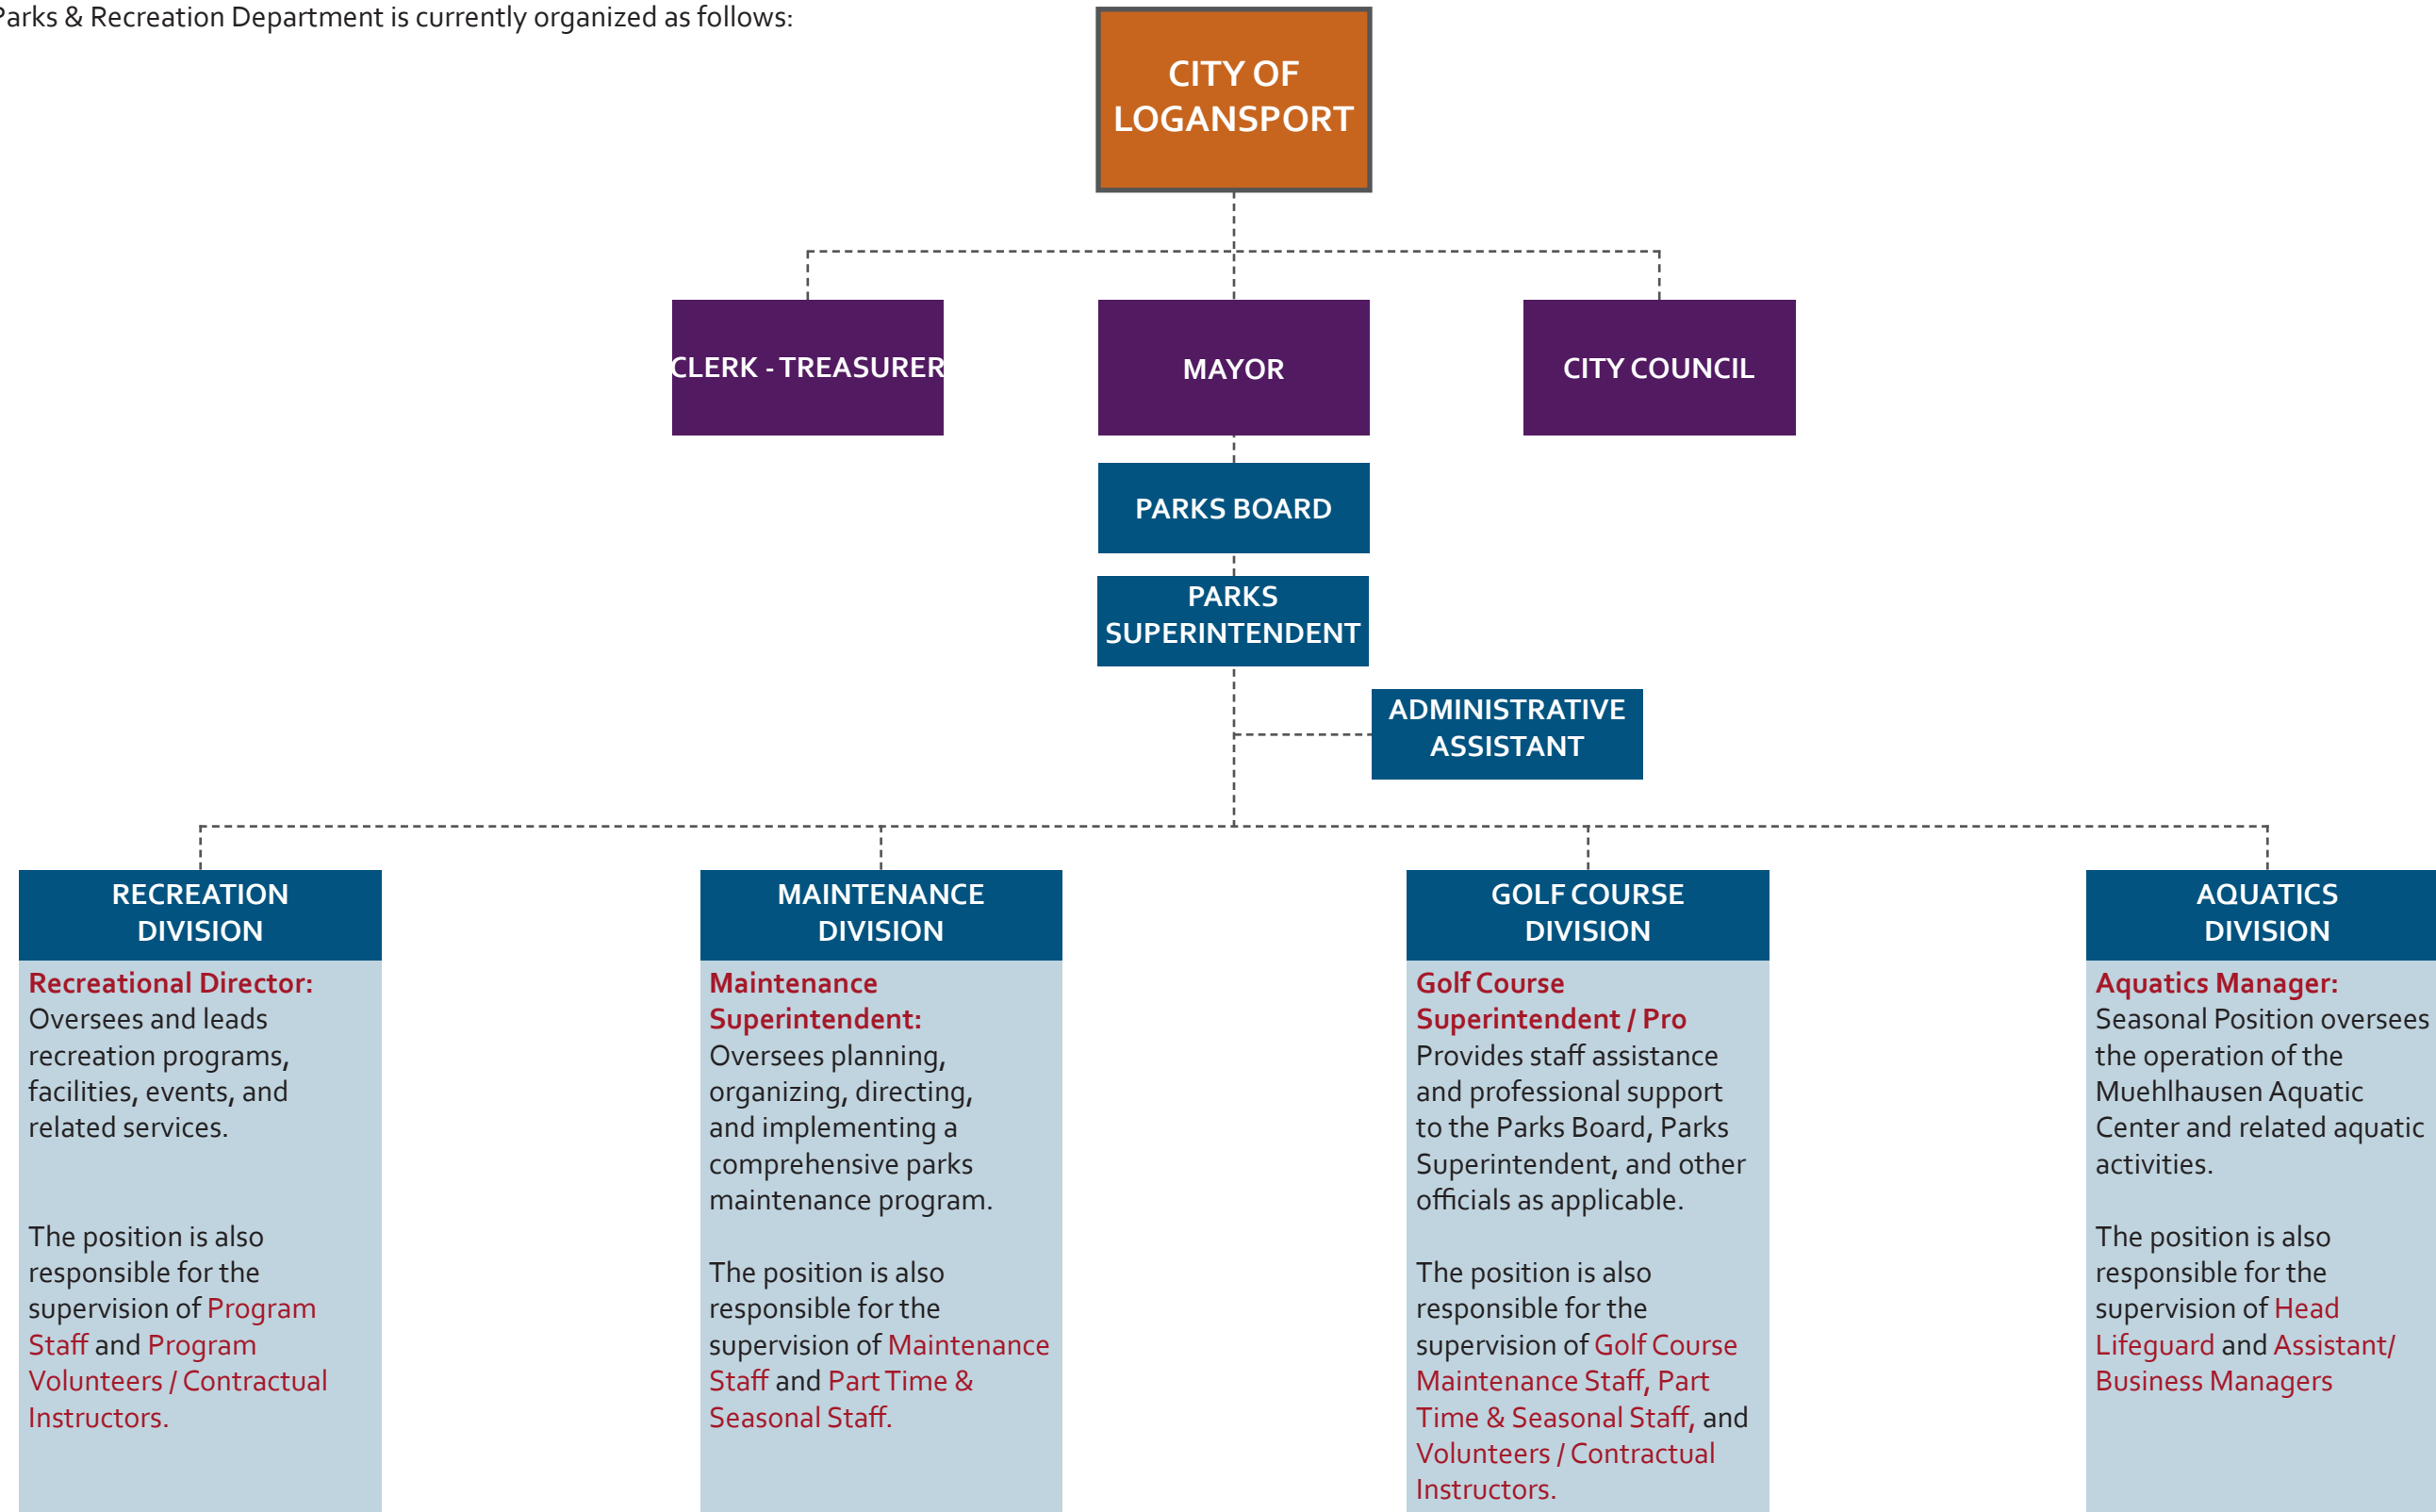 Parks & Recreation Department is currently organized as follows:
CITY OF
LOGANSPORT
CLERK - TREASURER
MAYOR
CITY COUNCIL
PARKS BOARD
PARKS
SUPERINTENDENT
ADMINISTRATIVE
ASSISTANT
RECREATION
DIVISION
Recreational Director:
Oversees and leads
recreation programs,
facilities, events, and
related services.
The position is also
responsible for the
supervision of Program
Staff and Program
Volunteers / Contractual
Instructors.
MAINTENANCE
DIVISION
Maintenance
Superintendent:
Oversees planning,
organizing, directing,
and implementing a
comprehensive parks
maintenance program.
The position is also
responsible for the
supervision of Maintenance
Staff and Part Time &
Seasonal Staff.
GOLF COURSE
DIVISION
Golf Course
Superintendent / Pro
Provides staff assistance
and professional support
to the Parks Board, Parks
Superintendent, and other
officials as applicable.
The position is also
responsible for the
supervision of Golf Course
Maintenance Staff, Part
Time & Seasonal Staff, and
Volunteers / Contractual
Instructors.
AQUATICS
DIVISION
Aquatics Manager:
Seasonal Position oversees
the operation of the
Muehlhausen Aquatic
Center and related aquatic
activities.
The position is also
responsible for the
supervision of Head
Lifeguard and Assistant/
Business Managers